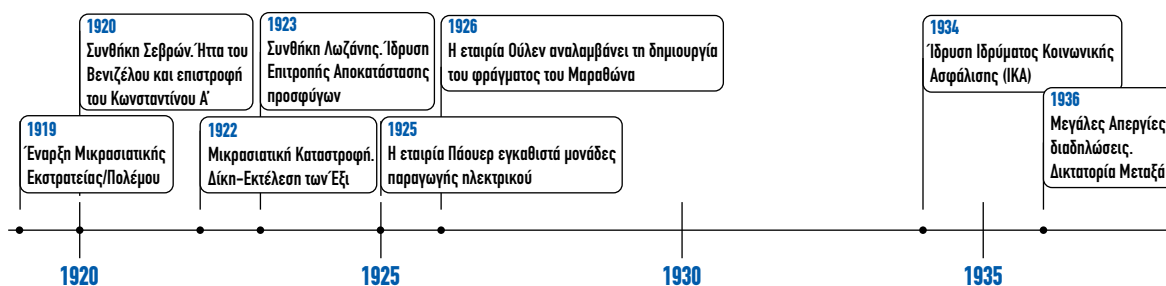 1920
Συνθήκη Σεβρών. Ήττα του
Βενιζέλου και επιστροφή
του Κωνσταντίνου Α'
1923
Συνθήκη Λωζάνης. Ίδρυση
Επιτροπής Αποκατάστασης
προσφύγων
1926
Η εταιρία Ούλεν αναλαμβάνει τη δημιουργία
του φράγματος του Μαραθώνα
1934
Ίδρυση Ιδρύματος Κοινωνικής
Ασφάλισης (ΙΚΑ)
1919
Έναρξη Μικρασιατικής
Εκστρατείας/Πολέμου
1922
Μικρασιατική Καταστροφή.
Δίκη-Εκτέλεση των Έξι
1925
Η εταιρία Πάουερ εγκαθιστά μονάδες
παραγωγής ηλεκτρικού
1936
Μεγάλες Απεργίες,
διαδηλώσεις.
Δικτατορία Μεταξά
1920
1925
1930
1935